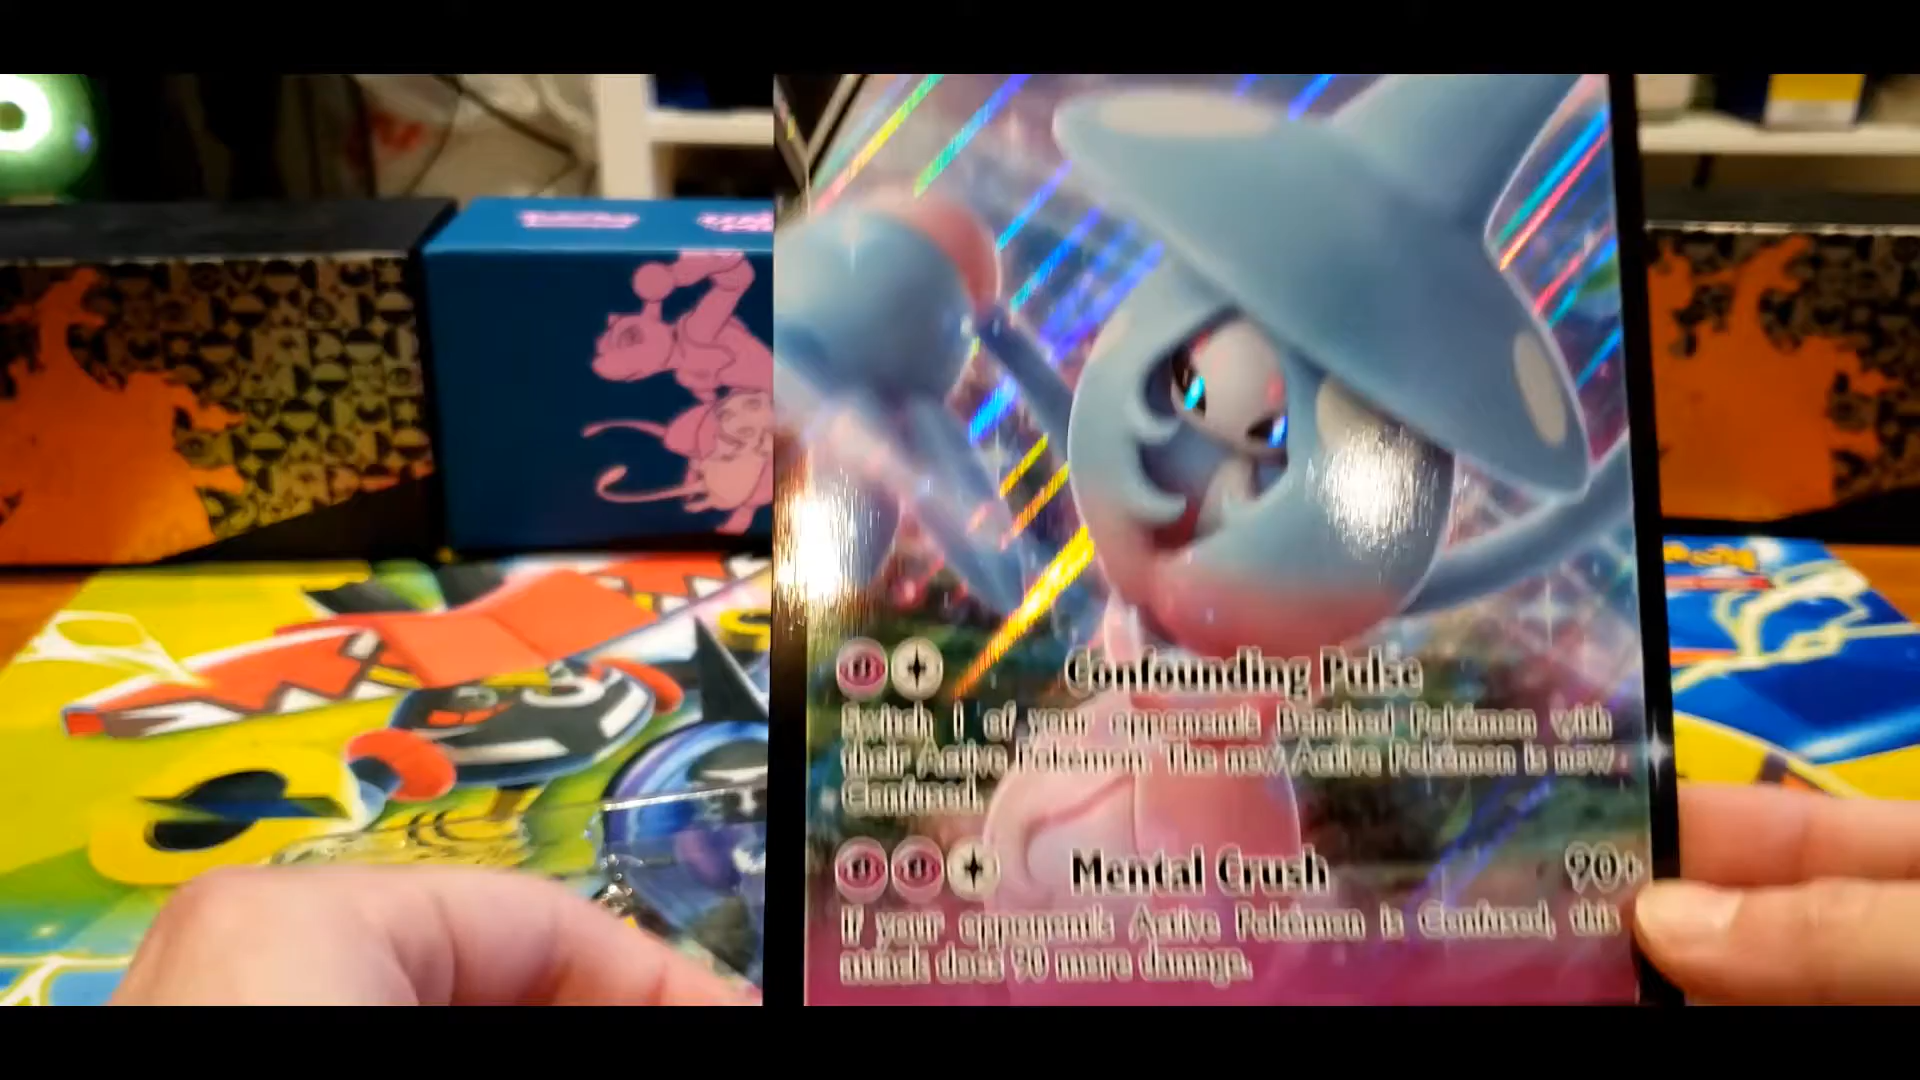 Confounding Pulse
Switch 1 of your opponent's Benched Pokémon with
their Active Pokémon. The new Active Pokémon is now
Confused.
Mental Crush 90+
If your opponent's Active Pokémon is Confused, this
attack does 90 more damage.